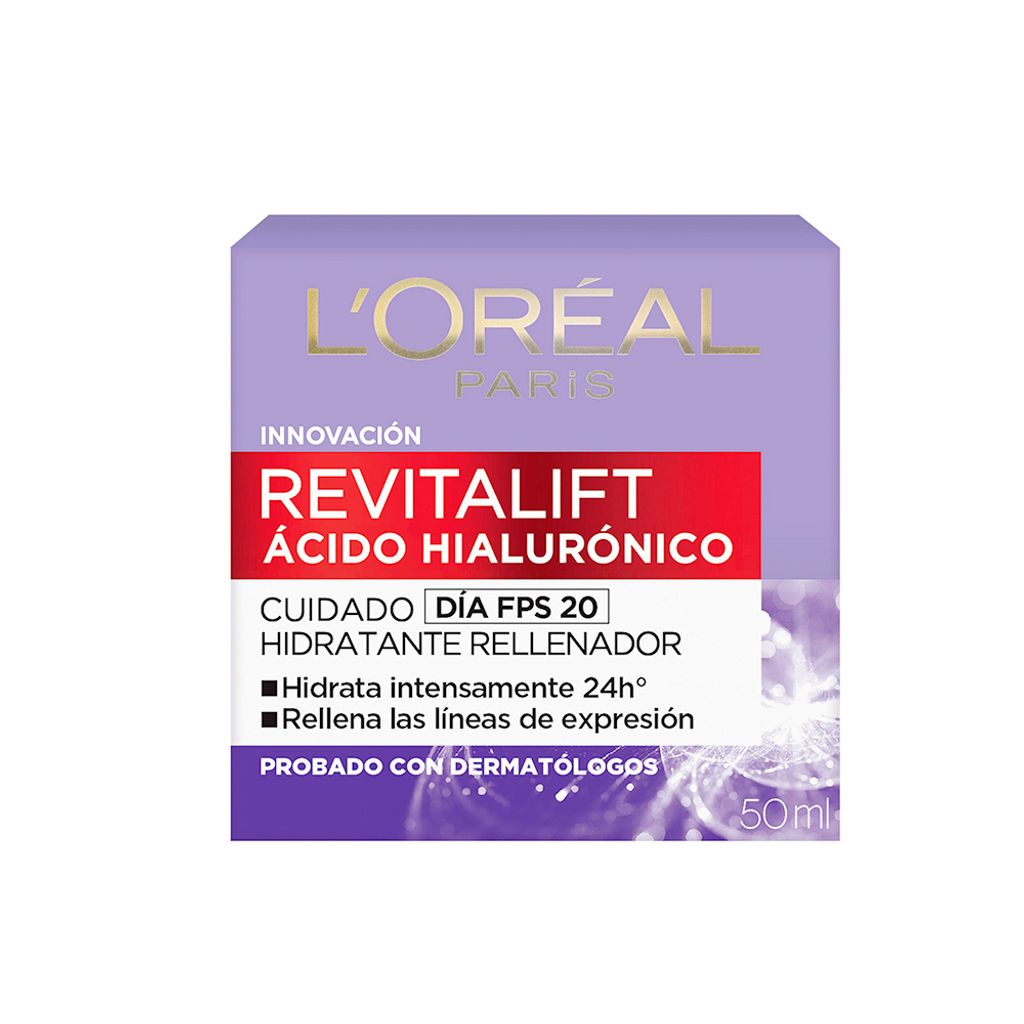 L'ORÉAL
PARiS
INNOVACIÓN
REVITALIFT
ÁCIDO HIALURÓNICO
CUIDADO DÍA FPS 20
HIDRATANTE RELLENADOR
■Hidrata intensamente 24h°
■Rellena las líneas de expresión
PROBADO CON DERMATÓLOGOS
50ml